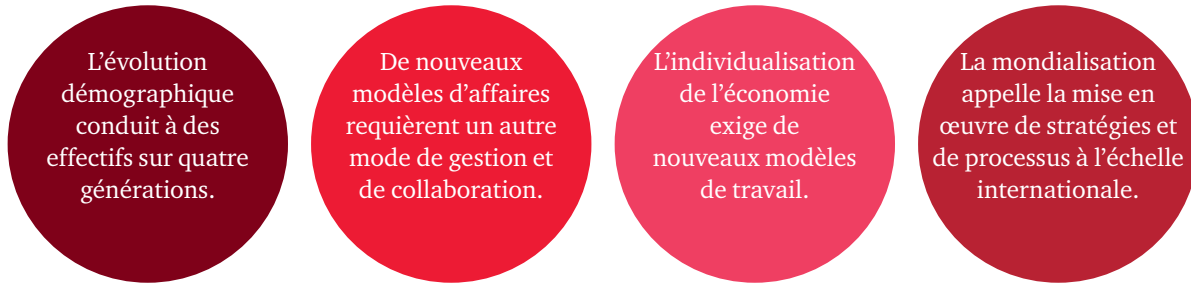 L’évolution
démographique
conduit à des
effectifs sur quatre
générations.
De nouveaux
modèles d’affaires
requièrent un autre
mode de gestion et
de collaboration.
L’individualisation
de l’économie
exige de
nouveaux modèles
de travail.
La mondialisation
appelle la mise en
œuvre de stratégies et
de processus à l’échelle
internationale.